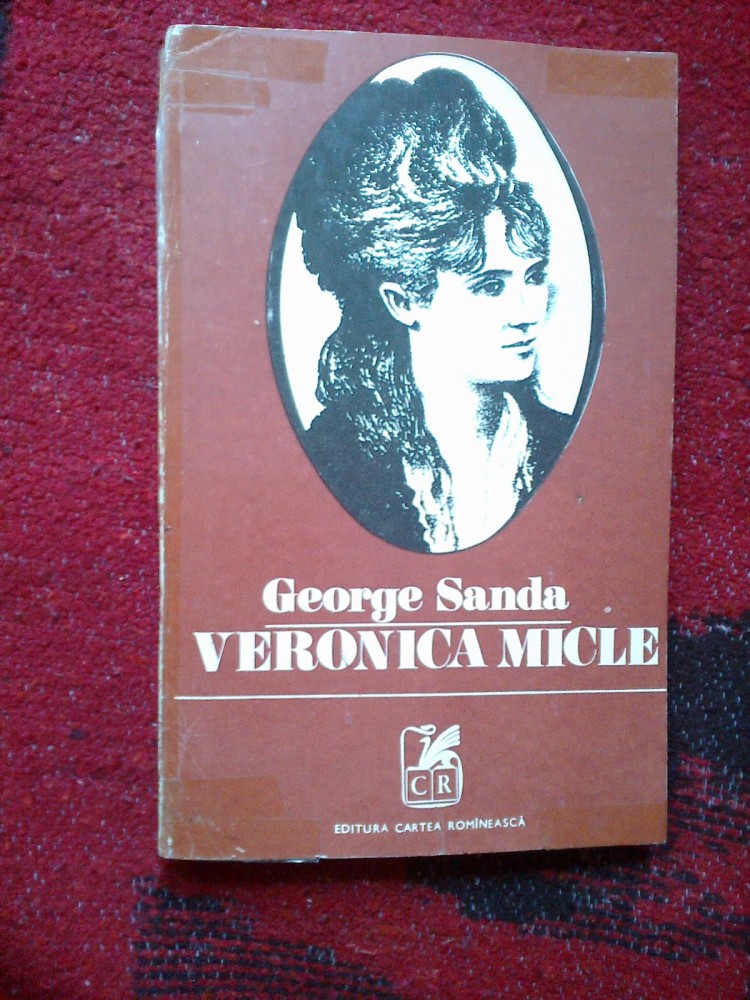 George Sanda
VERONICA MICLE
CR
EDITURA CARTEA ROMÎNEASCĂ